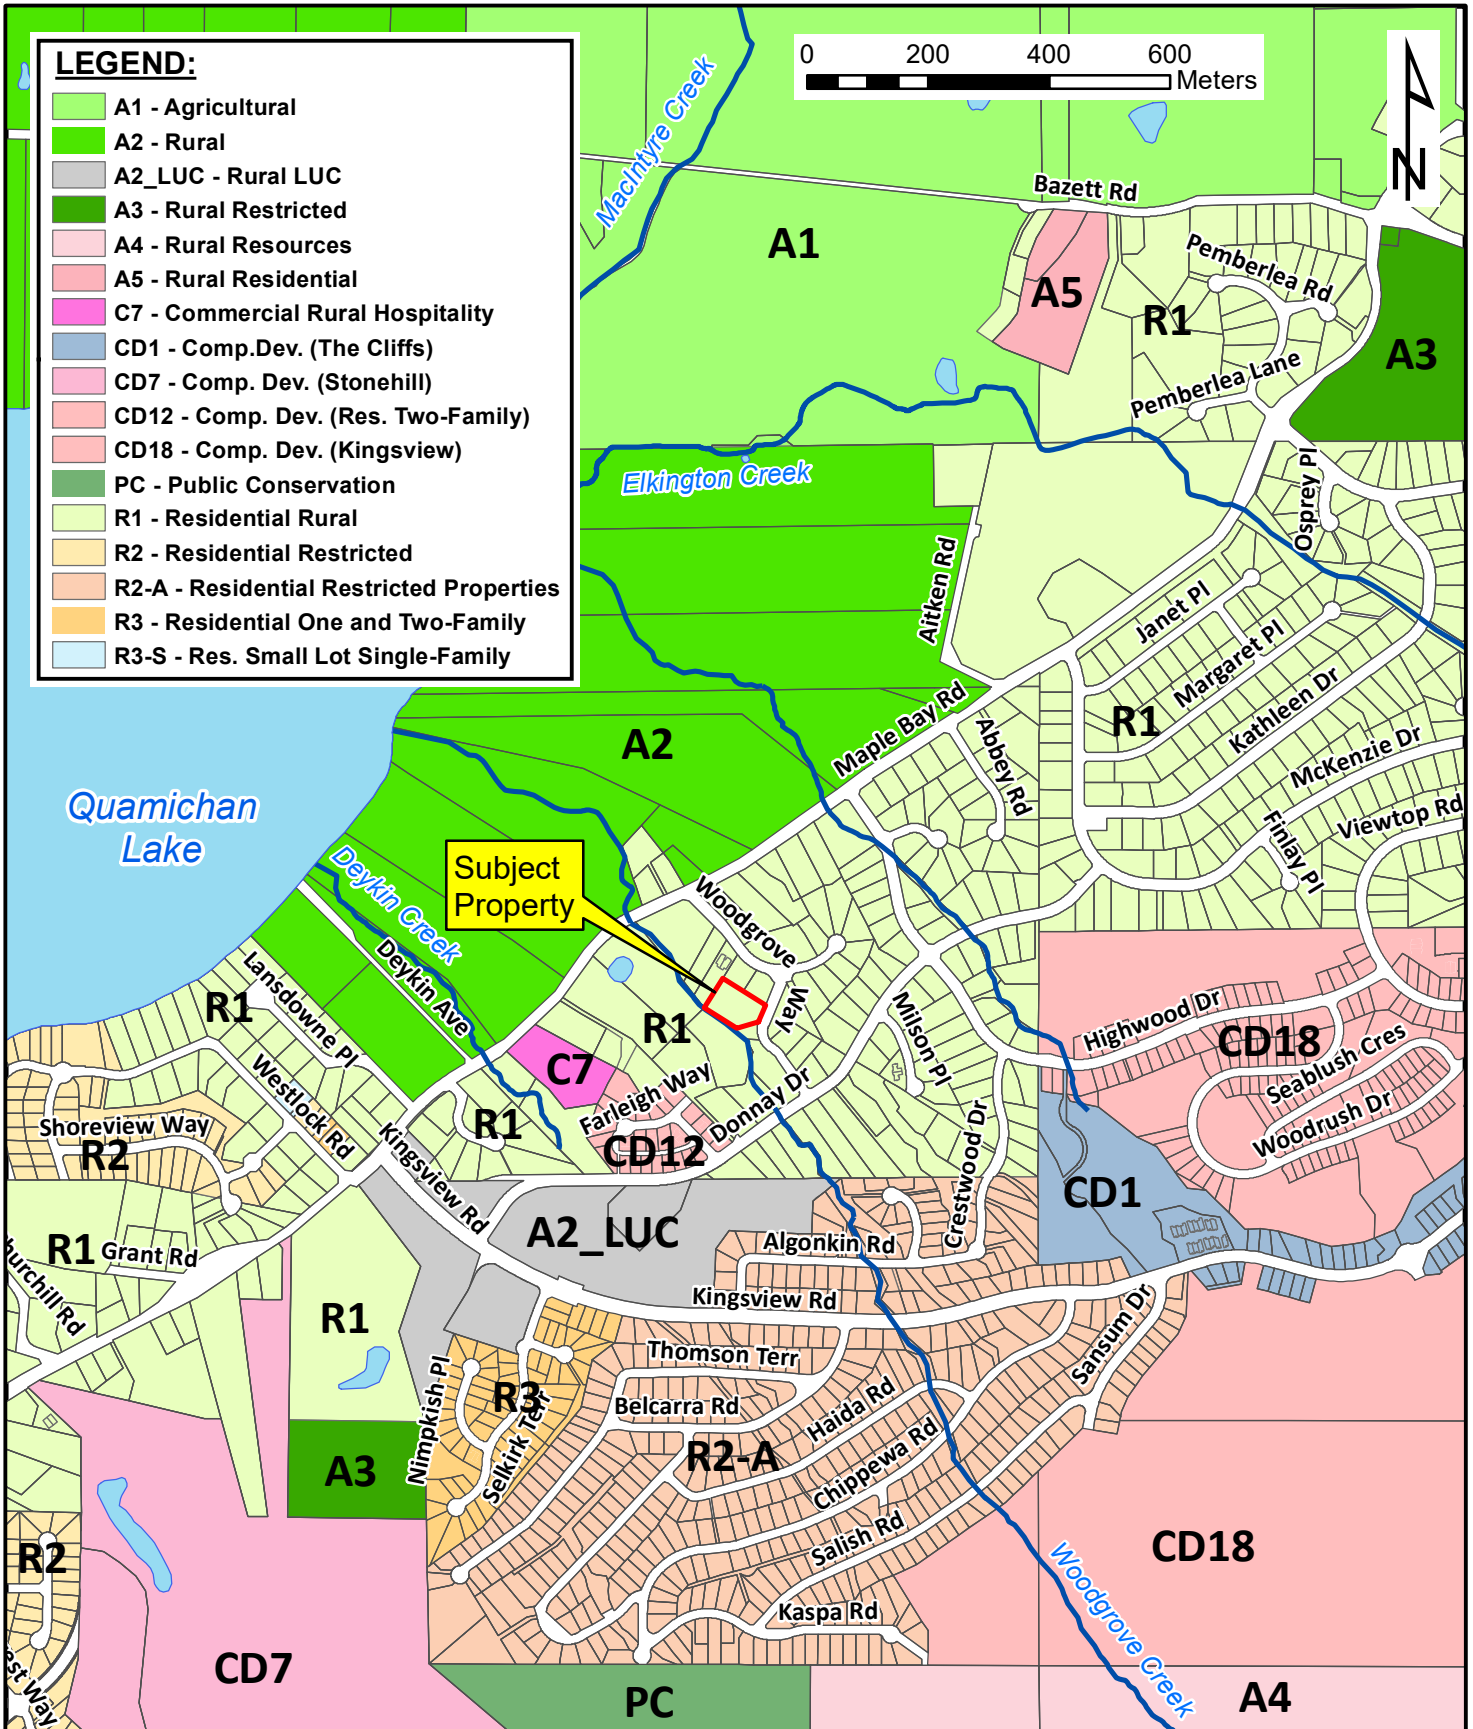 LEGEND:
A1 - Agricultural
A2 - Rural
A2_LUC - Rural LUC
A3 - Rural Restricted
A4 - Rural Resources
A5 - Rural Residential
C7 - Commercial Rural Hospitality
CD1 - Comp.Dev. (The Cliffs)
CD7 - Comp. Dev. (Stonehill)
CD12 - Comp. Dev. (Res. Two-Family)
CD18 - Comp. Dev. (Kingsview)
PC - Public Conservation
R1 - Residential Rural
R2 - Residential Restricted
R2-A - Residential Restricted Properties
R3 - Residential One and Two-Family
R3-S - Res. Small Lot Single-Family
0 200 400 600
Meters
N
MacIntyre Creek
Bazett Rd
A1
A5
R1
Pemberlea Rd
A3
Pemberlea Lane
Elkington Creek
Osprey Pl
Aitken Rd
Janet Pl
Margaret Pl
Kathleen Dr
R1
McKenzie Dr
Viewtop Rd
Finlay Pl
Maple Bay Rd
Abbey Rd
A2
Quamichan
Lake
Subject
Property
Deykin Creek
Deykin Ave
Woodgrove
Way
Milson Pl
R1
Lansdowne Pl
R1
Westlock Rd
C7
Farleigh Way
CD12
Donnay Dr
Crestwood Dr
Highwood Dr
CD18
Seablush Cres
Woodrush Dr
Shoreview Way
R2
R1
Kingsview Rd
CD1
A2_LUC
Algonkin Rd
R1
Grant Rd
hurchill Rd
Kingsview Rd
R1
Sansum Dr
Thomson Terr
Nimpkish Pl
R3
Selkirk Terr
Belcarra Rd
Haida Rd
R2-A
Chippewa Rd
A3
Salish Rd
CD18
R2
Kaspa Rd
Woodgrove Creek
est Way
CD7
PC
A4